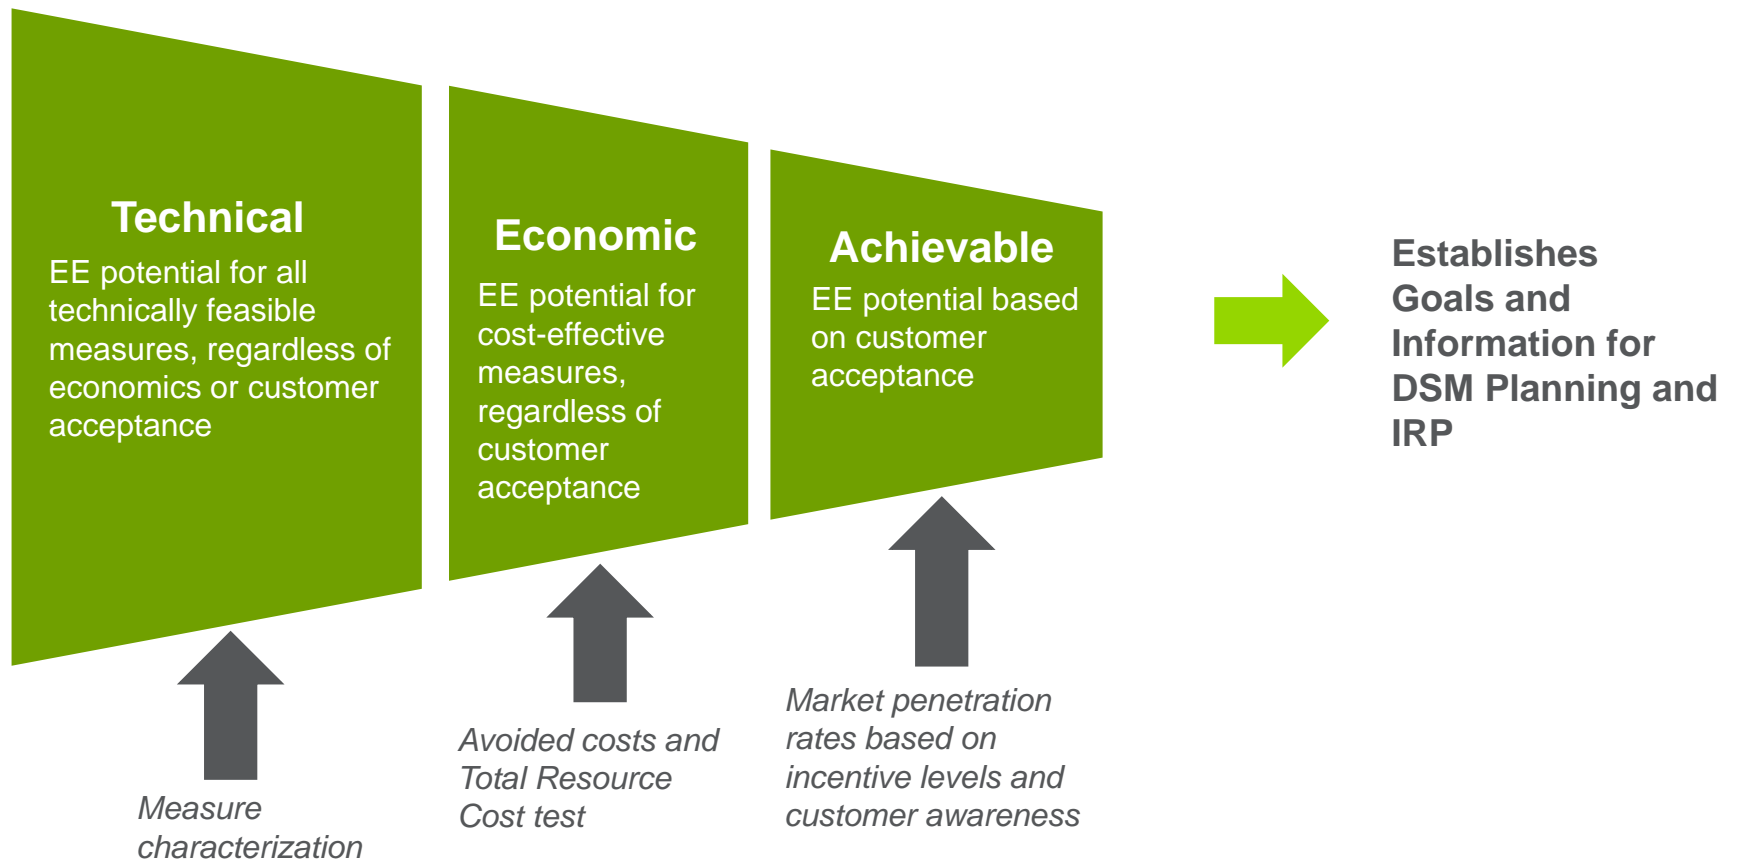 Technical
EE potential for all
technically feasible
measures, regardless of
economics or customer
acceptance
Economic
EE potential for
cost-effective
measures,
regardless of
customer
acceptance
Achievable
EE potential based
on customer
acceptance
Establishes
Goals and
Information for
DSM Planning and
IRP
Measure
characterization
Avoided costs and
Total Resource
Cost test
Market penetration
rates based on
incentive levels and
customer awareness